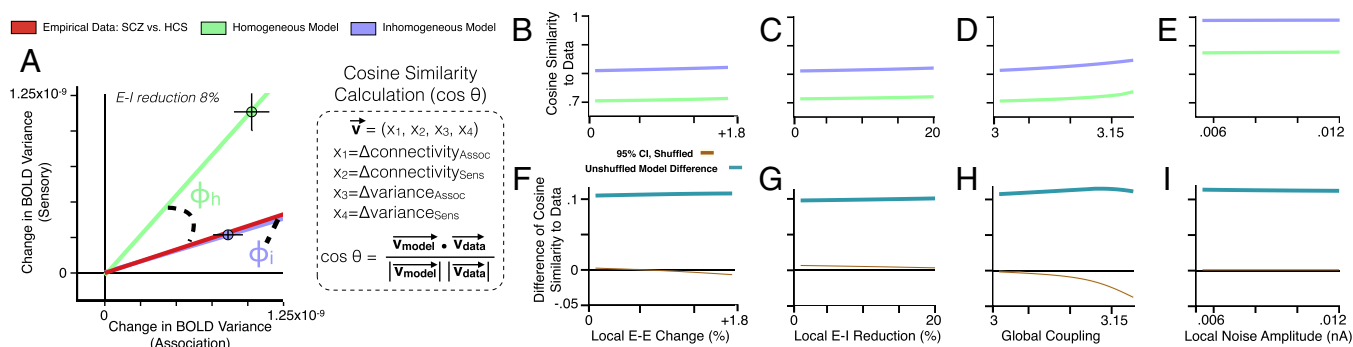 Empirical Data: SCZ vs. HCS Homogeneous Model Inhomogeneous Model
A
1.25x10-9
E-I reduction 8%
Change in BOLD Variance
(Sensory)
ϕh
ϕi
0
0
1.25x10-9
Change in BOLD Variance
(Association)
Cosine Similarity
Calculation (cos θ)
v = (x1, x2, x3, x4)
x1=ΔconnectivityAssoc
x2=ΔconnectivitySens
x3=ΔvarianceAssoc
x4=ΔvarianceSens
cos θ = vmodel • vdata
|vmodel| |vdata|
B
Cosine Similarity
to Data
1
.7
0 +1.8
C
0 20
D
3 3.15
E
.006 .012
95% CI, Shuffled
Unshuffled Model Difference
F
Difference of Cosine
Similarity to Data
.1
0
-.05
0 +1.8
Local E-E Change (%)
G
0 20
Local E-I Reduction (%)
H
3 3.15
Global Coupling
I
.006 .012
Local Noise Amplitude (nA)